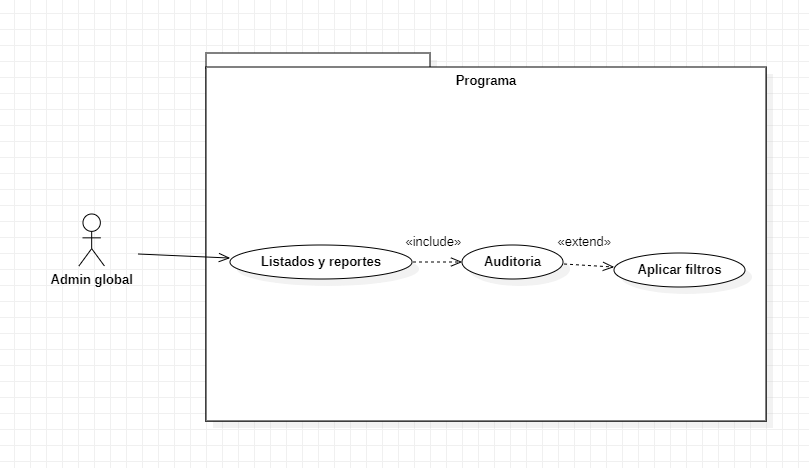 Programa
«include»
«extend»
Listados y reportes
Auditoria
Aplicar filtros
Admin global